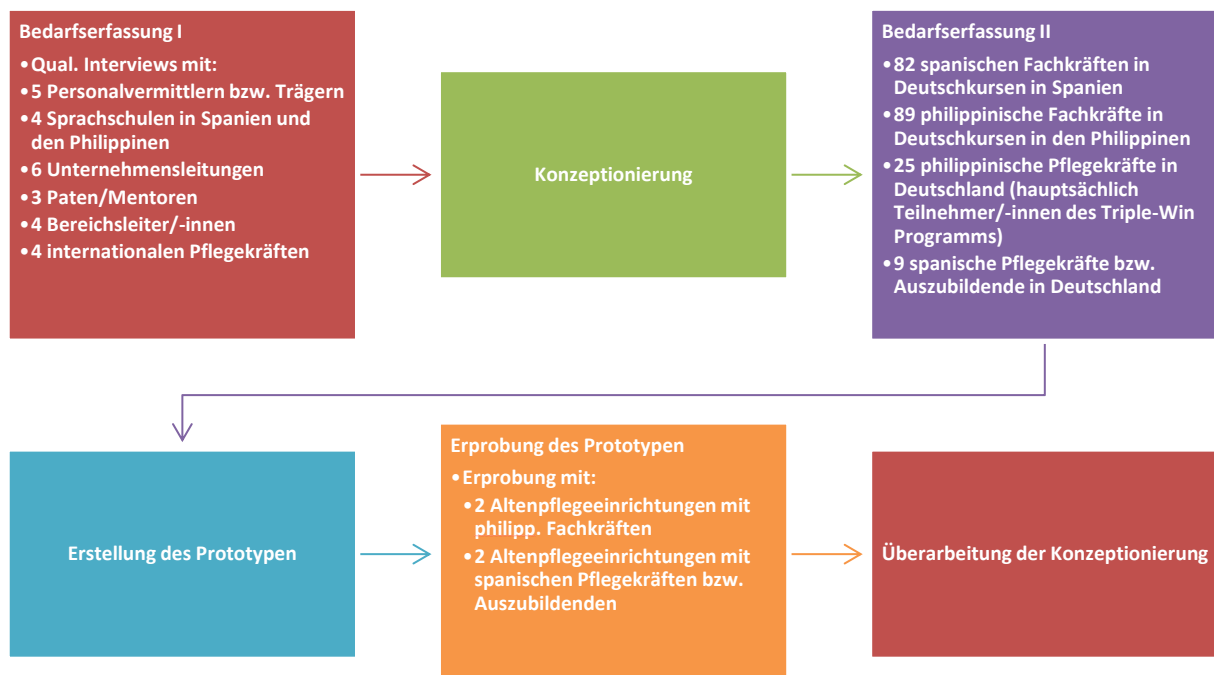 Bedarfserfassung I
•Qual. Interviews mit:
•5 Personalvermittlern bzw. Trägern
•4 Sprachschulen in Spanien und
den Philippinen
•6 Unternehmensleitungen
•3 Paten/Mentoren
•4 Bereichsleiter/-innen
•4 internationalen Pflegekräften
Konzeptionierung
Bedarfserfassung II
•82 spanischen Fachkräften in
Deutschkursen in Spanien
•89 philippinische Fachkräfte in
Deutschkursen in den Philippinen
•25 philippinische Pflegekräfte in
Deutschland (hauptsächlich
Teilnehmer/-innen des Triple-Win
Programms)
•9 spanische Pflegekräfte bzw.
Auszubildende in Deutschland
Erstellung des Prototypen
Erprobung des Prototypen
•Erprobung mit:
•2 Altenpflegeeinrichtungen mit
philipp. Fachkräften
•2 Altenpflegeeinrichtungen mit
spanischen Pflegekräften bzw.
Auszubildenden
Überarbeitung der Konzeptionierung